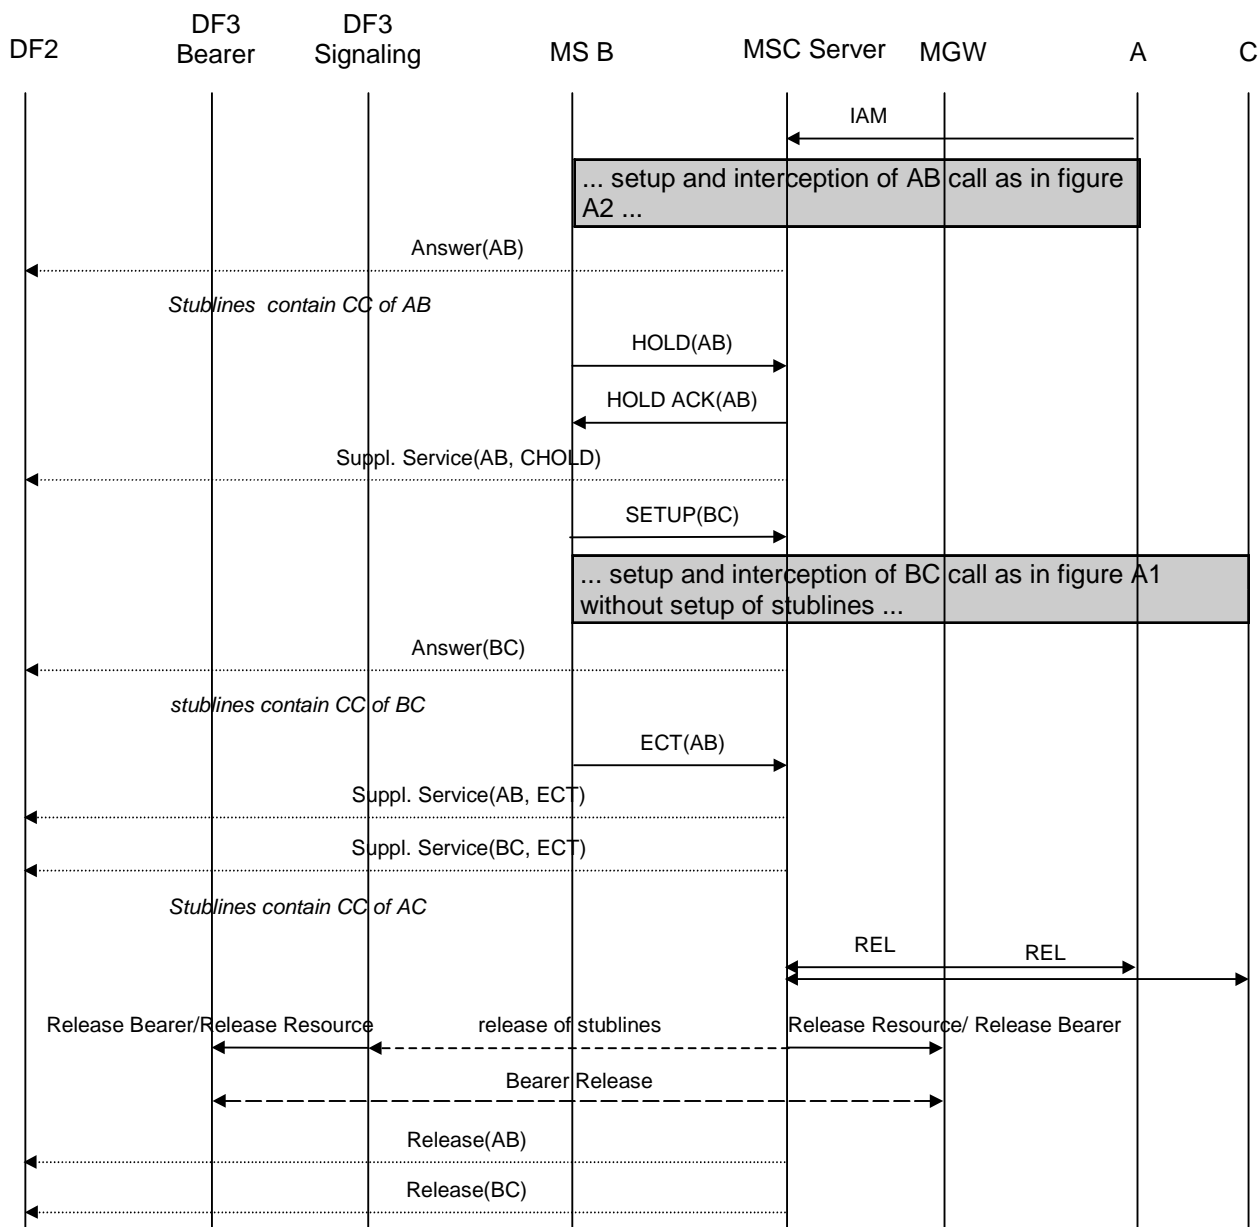 DF2
DF3
Bearer
DF3
Signaling
MS B
MSC Server
MGW
A
C
IAM
... setup and interception of AB call as in figure
A2 ...
Answer(AB)
Stublines contain CC of AB
HOLD(AB)
HOLD ACK(AB)
Suppl. Service(AB, CHOLD)
SETUP(BC)
... setup and interception of BC call as in figure A1
without setup of stublines ...
Answer(BC)
stublines contain CC of BC
ECT(AB)
Suppl. Service(AB, ECT)
Suppl. Service(BC, ECT)
Stublines contain CC of AC
REL
REL
Release Bearer/Release Resource
release of stublines
Release Resource/ Release Bearer
Bearer Release
Release(AB)
Release(BC)